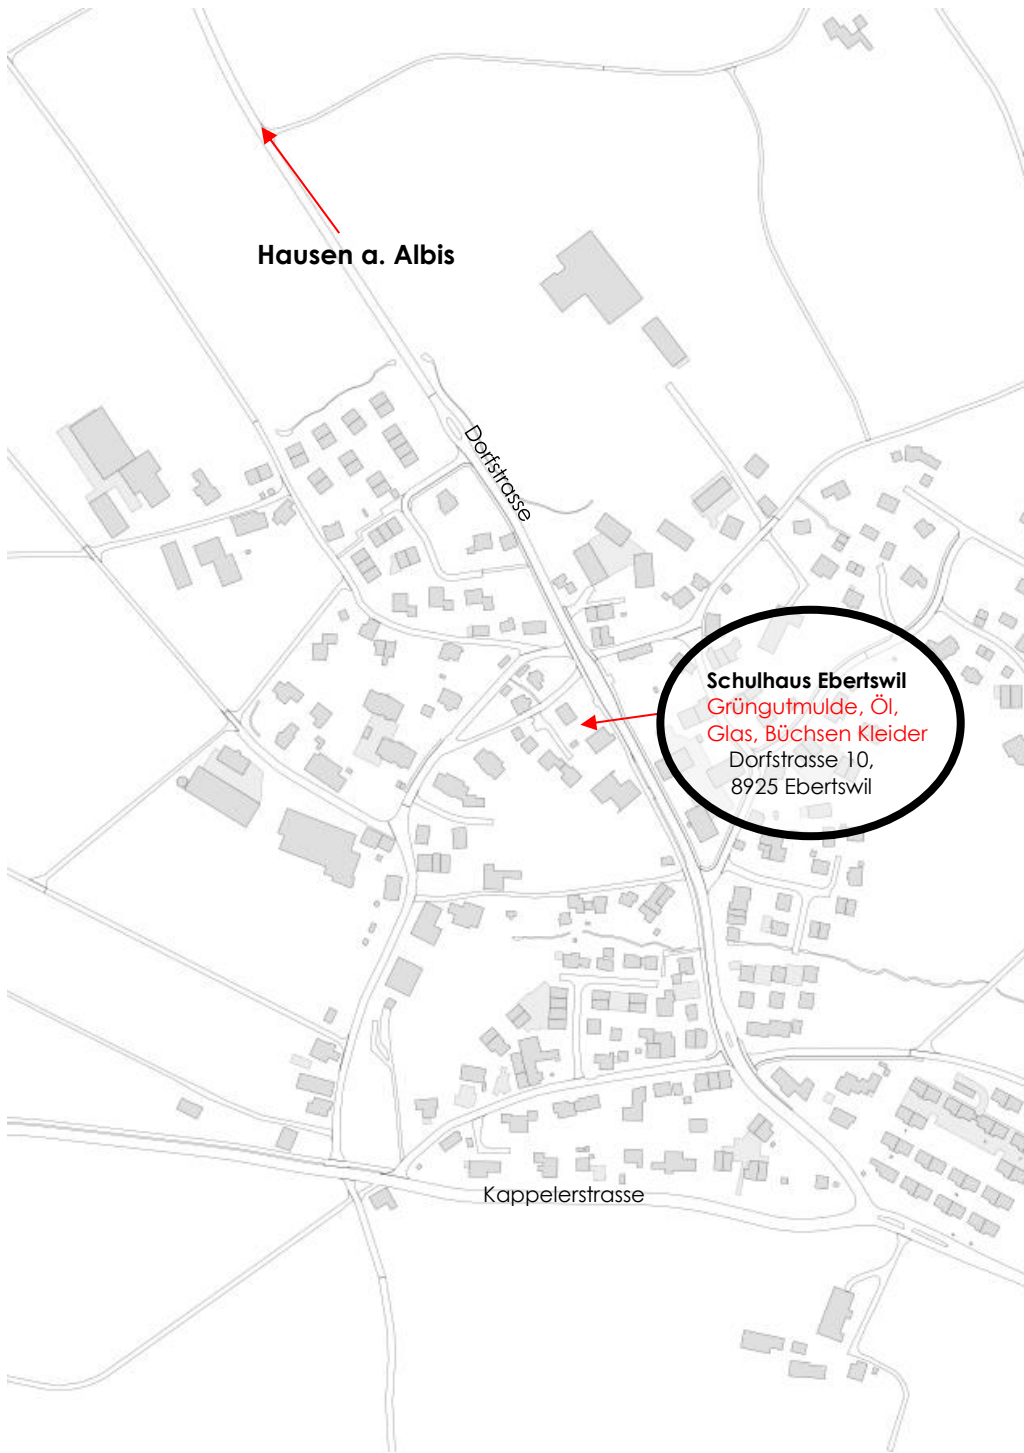 Hausen a. Albis
Dorfstrasse
Schulhaus Ebertswil
Grüngutmulde, Öl,
Glas, Büchsen Kleider
Dorfstrasse 10,
8925 Ebertswil
Kappelerstrasse